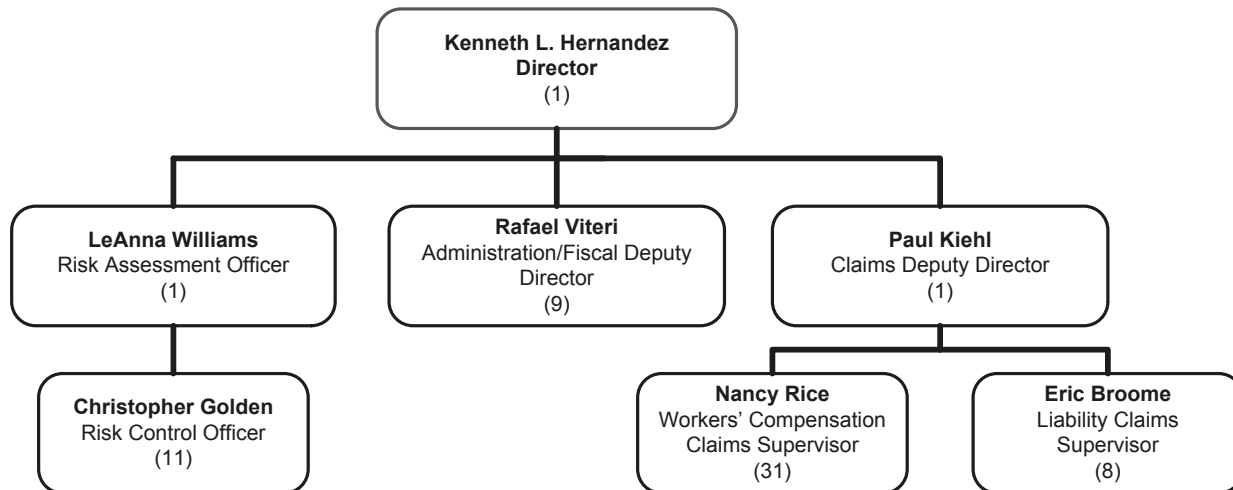 Kenneth L. Hernandez
Director
(1)
LeAnna Williams
Risk Assessment Officer
(1)
Rafael Viteri
Administration/Fiscal Deputy
Director
(9)
Paul Kiehl
Claims Deputy Director
(1)
Christopher Golden
Risk Control Officer
(11)
Nancy Rice
Workers’ Compensation
Claims Supervisor
(31)
Eric Broome
Liability Claims
Supervisor
(8)